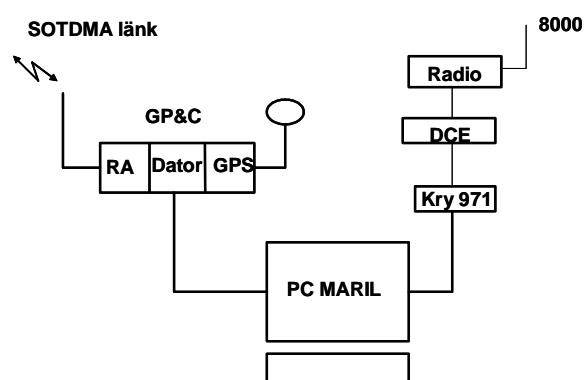 SOTDMA länk
8000
Radio
GP&C
DCE
RA Dator GPS
Kry 971
PC MARIL